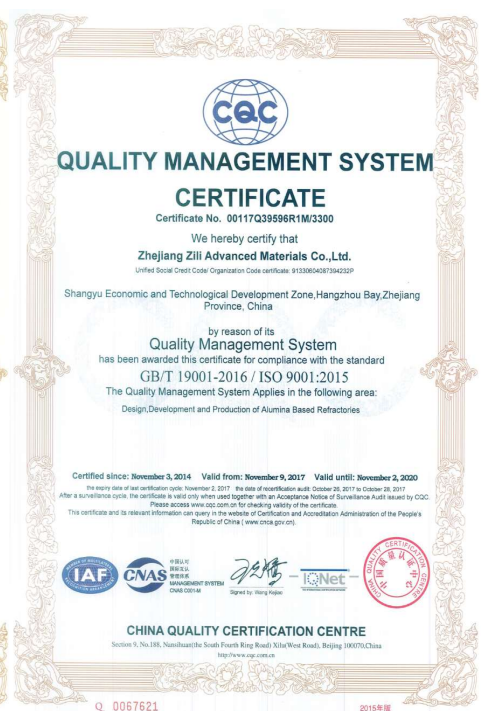 CQC
QUALITY MANAGEMENT SYSTEM
CERTIFICATE
Certificate No. 00117Q39596R1M/3300
We hereby certify that
Zhejiang Zili Advanced Materials Co.,Ltd.
Unified Social Credit Code/ Organization Code certificate: 91330604087394232P
Shangyu Economic and Technological Development Zone,Hangzhou Bay,Zhejiang
Province, China
by reason of its
Quality Management System
has been awarded this certificate for compliance with the standard
GB/T 19001-2016 / ISO 9001:2015
The Quality Management System Applies in the following area:
Design,Development and Production of Alumina Based Refractories
Certified since: November 3, 2014 Valid from: November 9, 2017 Valid until: November 2, 2020
the expiry date of last certification cycle: November 2, 2017 the date of recertification audit: October 26, 2017 to October 28, 2017
After a surveillance cycle, the certificate is valid only when used together with an Acceptance Notice of Surveillance Audit issued by CQC.
Please access www.cqc.com.cn for checking validity of the certificate.
This certificate and its relevant information can query in the website of Certification and Accreditation Administration of the People's
Republic of China ( www.cnca.gov.cn).
IAF
CNAS
中国认可
国际互认
管理体系
MANAGEMENT SYSTEM
CNAS C001-M
Signed by: Wang Kejiao
IQNet
CHINA QUALITY CERTIFICATION CENTRE
中国质量认证中心
CHINA QUALITY CERTIFICATION CENTRE
Section 9, No.188, Nansihuan(the South Fourth Ring Road) Xilu(West Road), Beijing 100070,China
http://www.cqc.com.cn
Q 0067621
2015年版